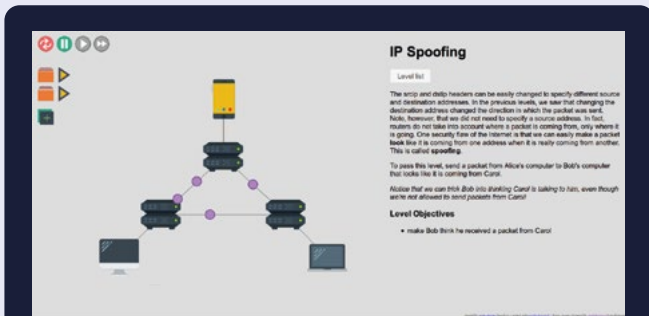 IP Spoofing
Level list
The srcip and dstip headers can be easily changed to specify different source
and destination addresses. In the previous levels, we saw that changing the
destination address changed the direction in which the packet was sent.
Note, however, that we did not need to specify a source address. In fact,
routers do not take into account where a packet is coming from, only where it
is going. One security flaw of the Internet is that we can easily make a packet
look like it is coming from one address when it is really coming from another.
This is called spoofing.
To pass this level, send a packet from Alice's computer to Bob's computer
that looks like it is coming from Carol.
Notice that we can trick Bob into thinking Carol is talking to him, even though
we're not allowed to send packets from Carol!
Level Objectives
• make Bob think he received a packet from Carol